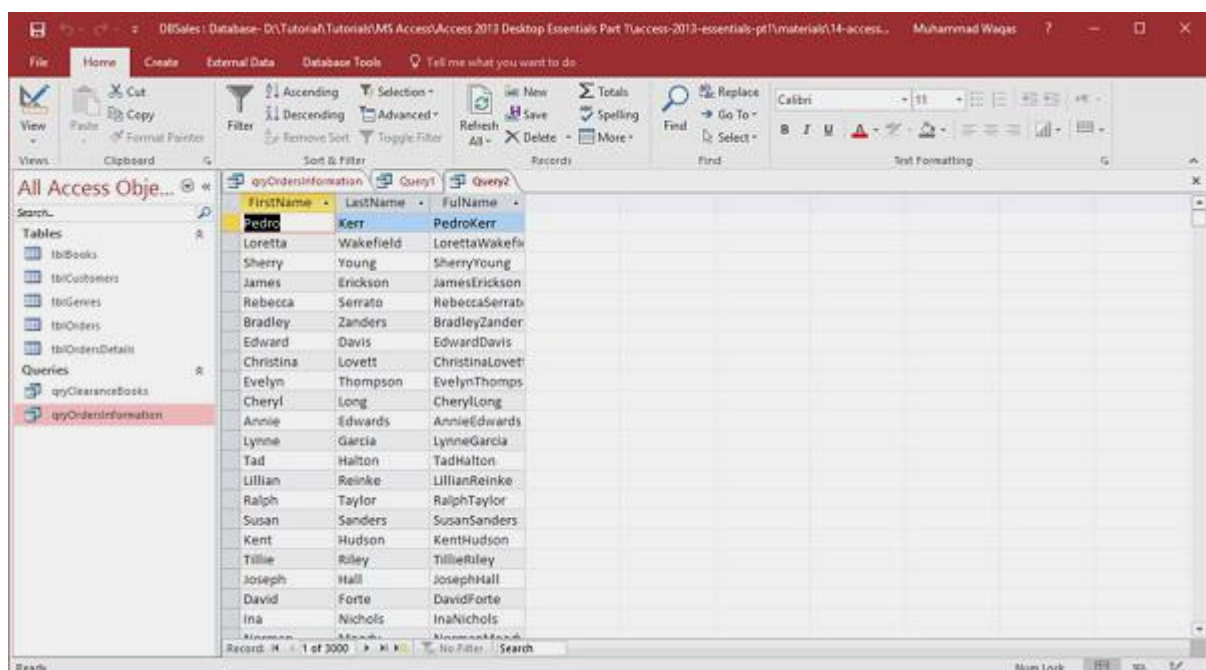 DBSales : Database- D:\Tutorial\Tutorials\MS Access\Access 2013 Desktop Essentials Part 1\access-2013-essentials-pt1\materials\14-access... Muhammad Waqas ?
File Home Create External Data Database Tools Tell me what you want to do
View
Paste
Cut
Copy
Format Painter
Filter
Ascending
Descending
Remove Sort
Selection
Advanced
Toggle Filter
Refresh All
New
Save
Delete
Totals
Spelling
More
Find
Replace
Go To
Select
Calibri 11
B I U A
Views Clipboard Sort & Filter Records Find Text Formatting
All Access Obje...
Search..
Tables
tblBooks
tblCustomers
tblGenres
tblOrders
tblOrdersDetails
Queries
qryClearanceBooks
qryOrdersInformation
qryOrdersInformation Query1 Query2
FirstName LastName FulName
Pedro Kerr PedroKerr
Loretta Wakefield LorettaWakefi
Sherry Young SherryYoung
James Erickson JamesErickson
Rebecca Serrato RebeccaSerrat
Bradley Zanders BradleyZander
Edward Davis EdwardDavis
Christina Lovett ChristinaLovett
Evelyn Thompson EvelynThomps
Cheryl Long CherylLong
Annie Edwards AnnieEdwards
Lynne Garcia LynneGarcia
Tad Halton TadHalton
Lillian Reinke LillianReinke
Ralph Taylor RalphTaylor
Susan Sanders SusanSanders
Kent Hudson KentHudson
Tillie Riley TillieRiley
Joseph Hall JosephHall
David Forte DavidForte
Ina Nichols InaNichols
Record: 1 of 3000 No Filter Search
Ready Num Lock